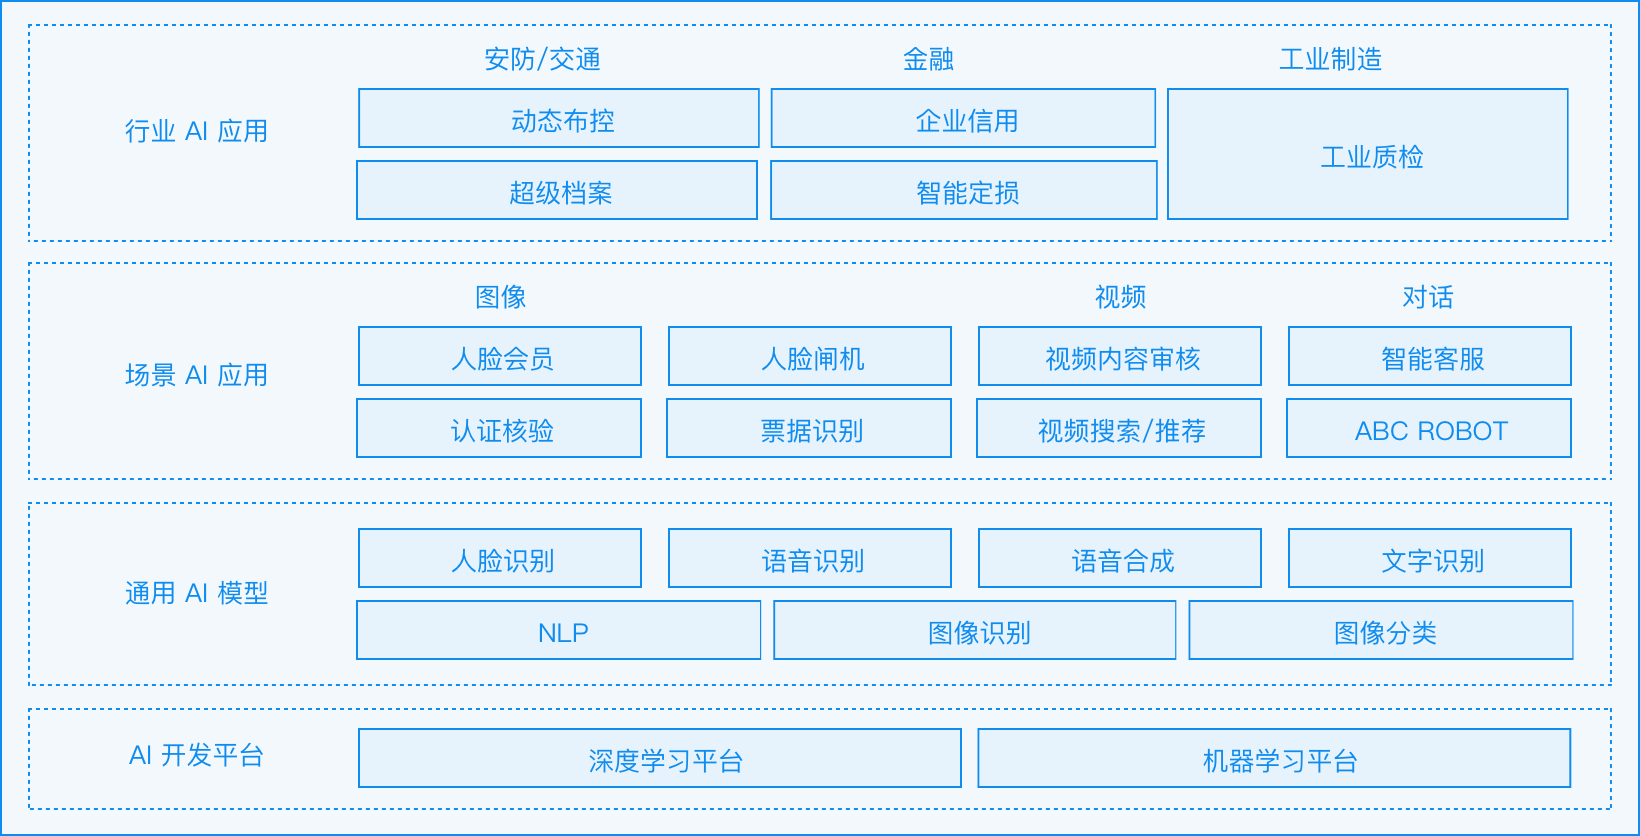 安防/交通
金融
工业制造
行业 AI 应用
动态布控
企业信用
工业质检
超级档案
智能定损
图像
视频
对话
场景 AI 应用
人脸会员
人脸闸机
视频内容审核
智能客服
认证核验
票据识别
视频搜索/推荐
ABC ROBOT
通用 AI 模型
人脸识别
语音识别
语音合成
文字识别
NLP
图像识别
图像分类
AI 开发平台
深度学习平台
机器学习平台